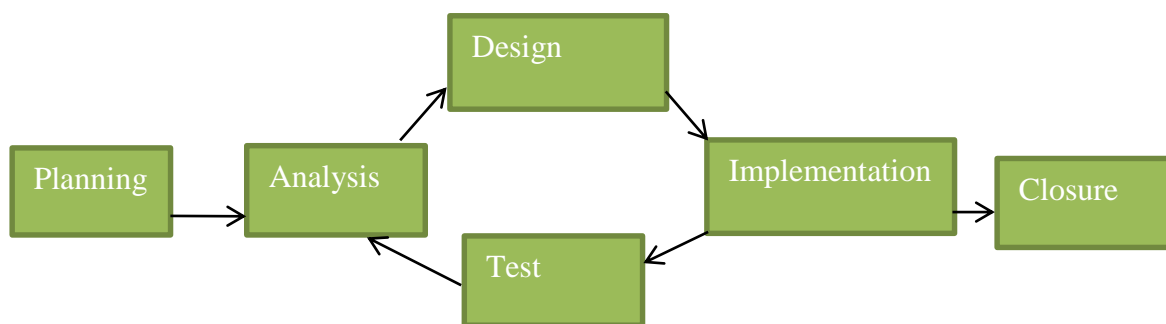 Design
Planning
Analysis
Implementation
Closure
Test